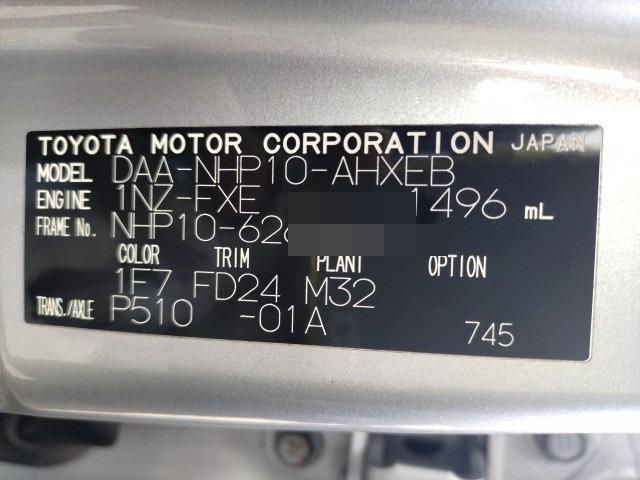 TOYOTA MOTOR CORPORATION JAPAN
MODEL DAA-NHP10-AHXEB
ENGINE 1NZ-FXE 1496 mL
FRAME No. NHP10-626
COLOR TRIM PLANT OPTION
1F7 FD24 M32
TRANS./AXLE P510 -01A 745